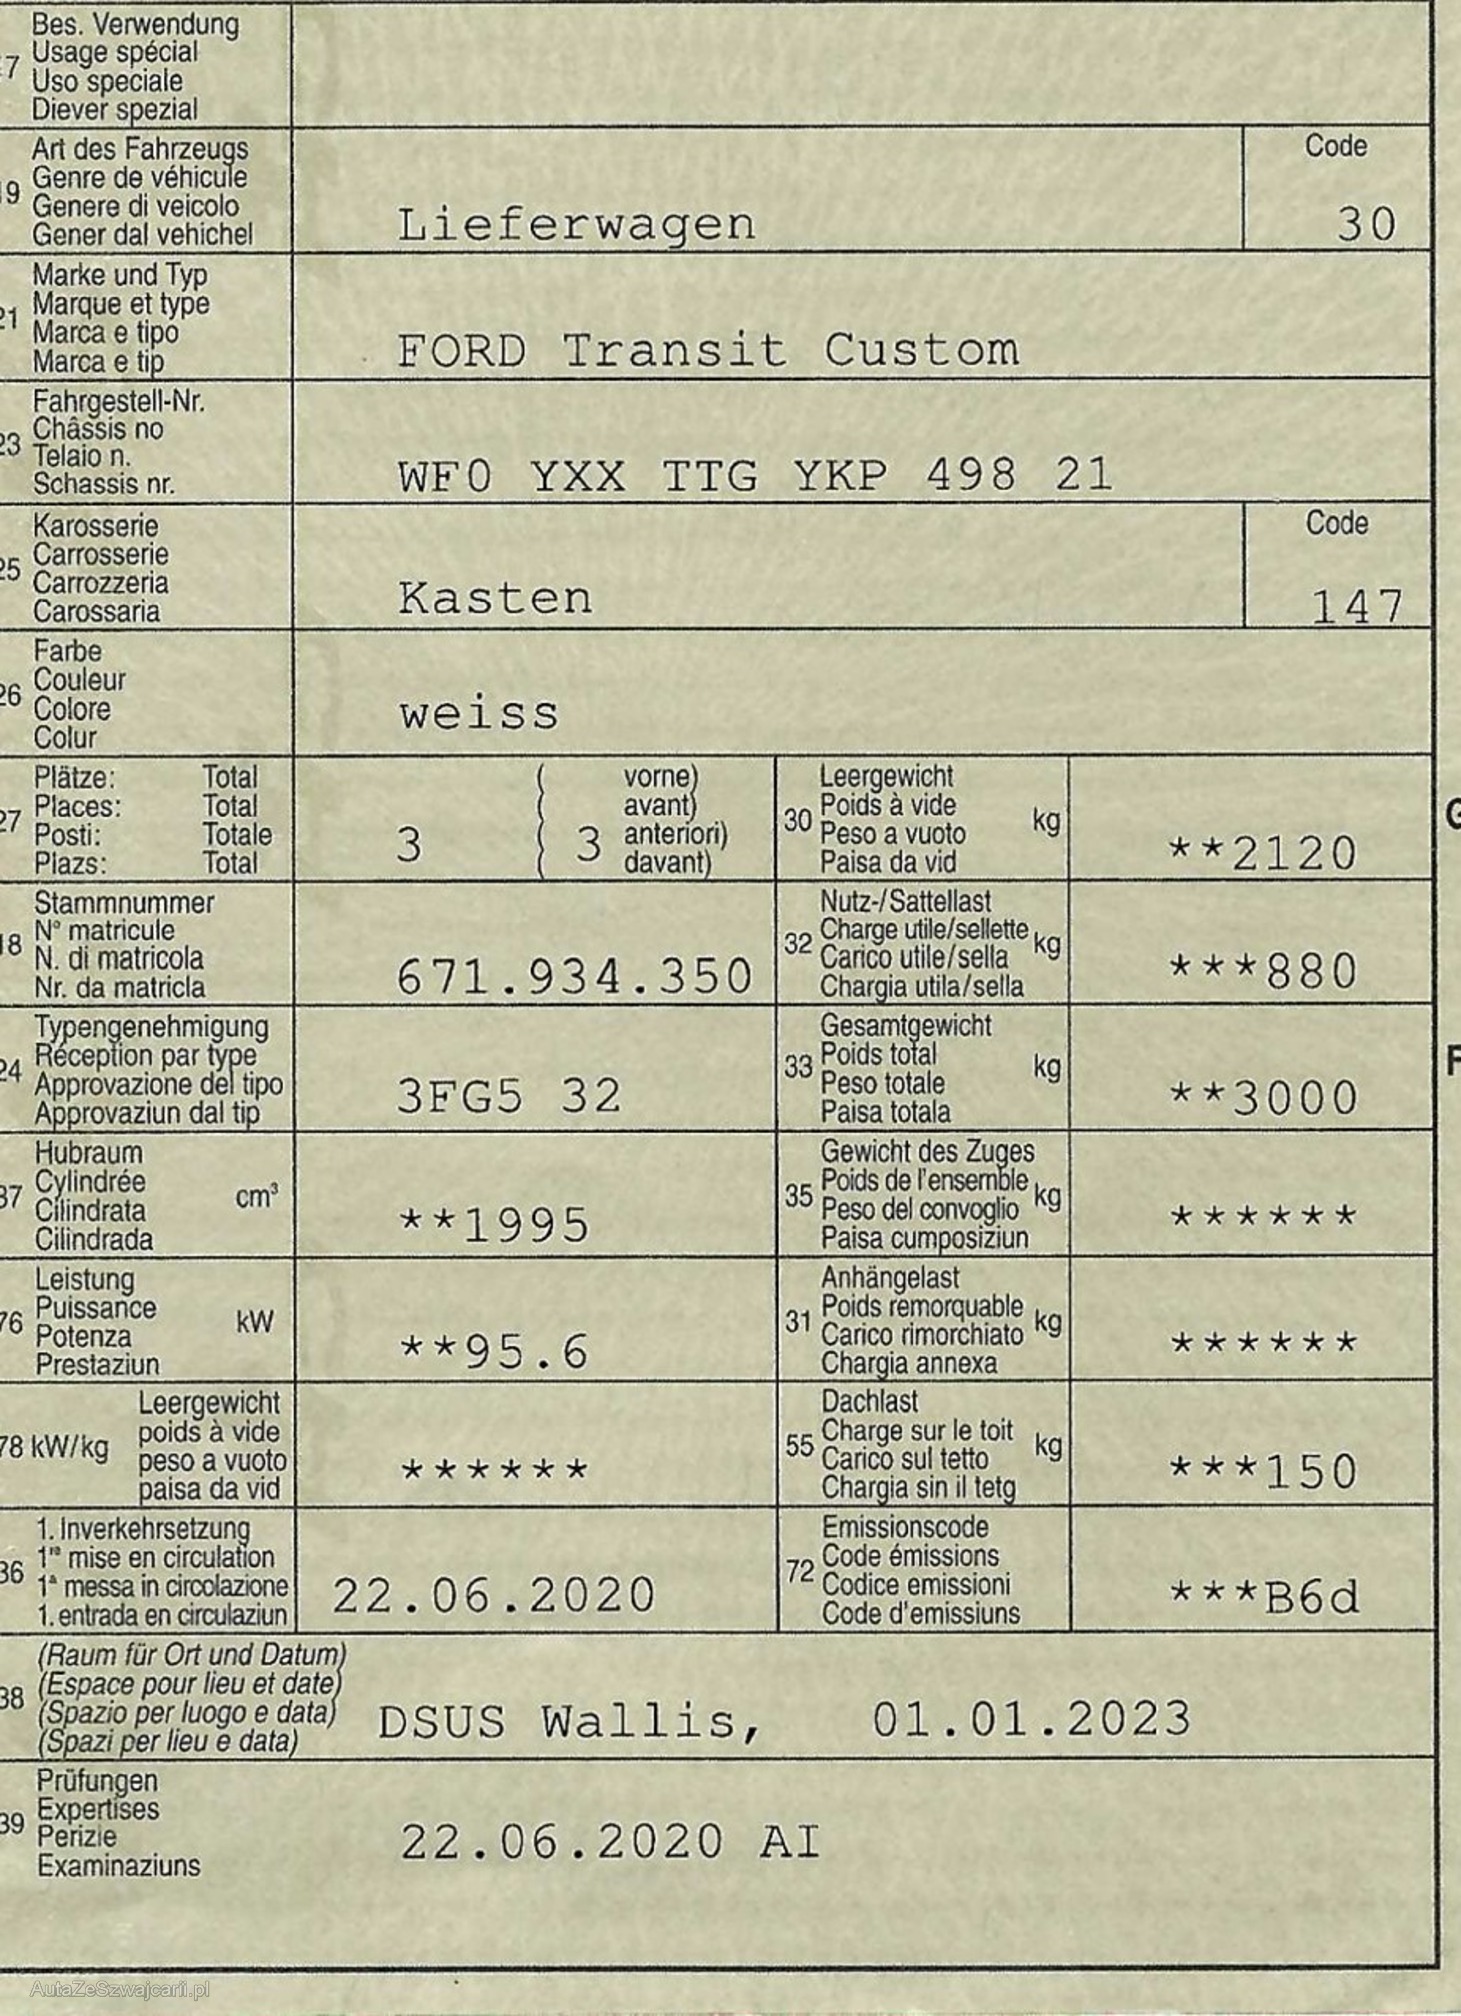 Bes. Verwendung
17 Usage spécial
Uso speciale
Diever spezial
Art des Fahrzeugs
19 Genre de véhicule
Genere di veicolo
Gener dal vehichel
Lieferwagen
Code
30
Marke und Typ
21 Marque et type
Marca e tipo
Marca e tip
FORD Transit Custom
Fahrgestell-Nr.
23 Châssis no
Telaio n.
Schassis nr.
WF0 YXX TTG YKP 498 21
Karosserie
25 Carrosserie
Carrozzeria
Carossaria
Kasten
Code
147
Farbe
26 Couleur
Colore
Colur
weiss
Plätze: Total
27 Places: Total
Posti: Totale
Plazs: Total
3
( vorne)
( avant)
( 3 anteriori)
( davant)
Leergewicht
30 Poids à vide kg
Peso a vuoto
Paisa da vid
**2120
Stammnummer
18 N° matricule
N. di matricola
Nr. da matricla
671.934.350
Nutz-/Sattellast
32 Charge utile/sellette kg
Carico utile/sella
Chargia utila/sella
***880
Typengenehmigung
24 Réception par type
Approvazione del tipo
Approvaziun dal tip
3FG5 32
Gesamtgewicht
33 Poids total kg
Peso totale
Paisa totala
**3000
Hubraum
37 Cylindrée cm³
Cilindrata
Cilindrada
**1995
Gewicht des Zuges
35 Poids de l'ensemble kg
Peso del convoglio
Paisa cumposiziun
******
Leistung
76 Puissance kW
Potenza
Prestaziun
**95.6
Anhängelast
31 Poids remorquable kg
Carico rimorchiato
Chargia annexa
******
Leergewicht
78 kW/kg poids à vide
peso a vuoto
paisa da vid
******
Dachlast
55 Charge sur le toit kg
Carico sul tetto
Chargia sin il tetg
***150
1. Inverkehrsetzung
36 1re mise en circulation
1a messa in circolazione
1. entrada en circulaziun
22.06.2020
Emissionscode
72 Code émissions
Codice emissioni
Code d'emissiuns
***B6d
(Raum für Ort und Datum)
38 (Espace pour lieu et date)
(Spazio per luogo e data)
(Spazi per lieu e data)
DSUS Wallis, 01.01.2023
Prüfungen
39 Expertises
Perizie
Examinaziuns
22.06.2020 AI
AutaZeSzwajcarii.pl